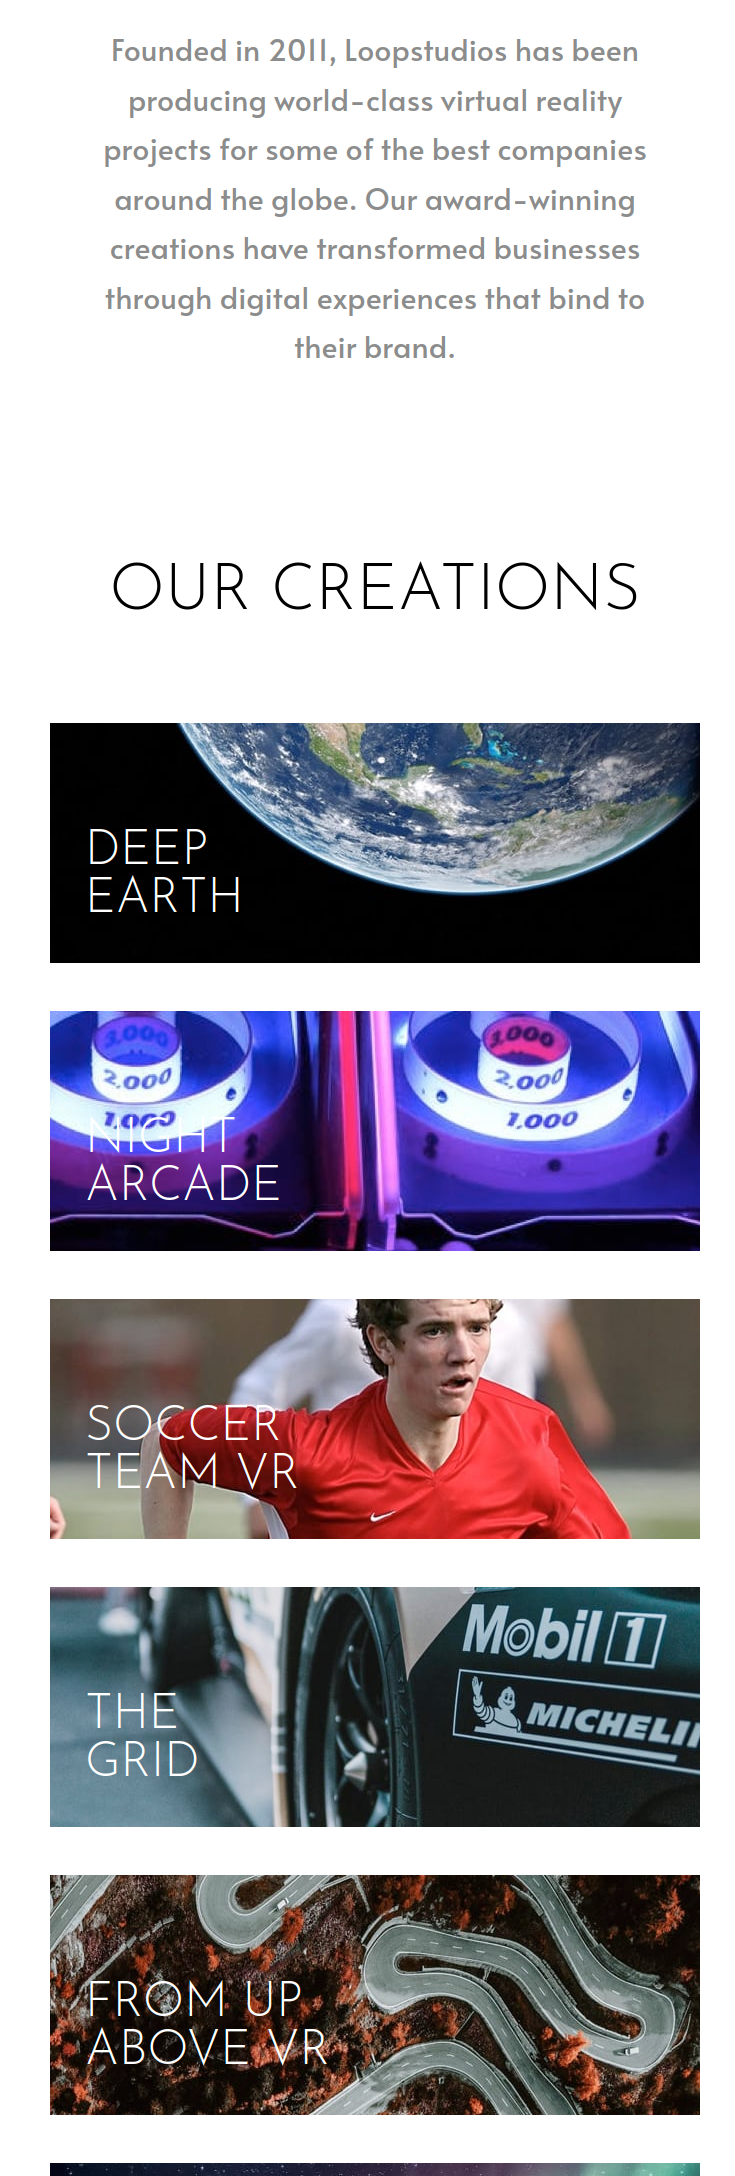 Founded in 2011, Loopstudios has been
producing world-class virtual reality
projects for some of the best companies
around the globe. Our award-winning
creations have transformed businesses
through digital experiences that bind to
their brand.
OUR CREATIONS
DEEP
EARTH
3,000
3,000
2,000
2,000
1,000
1,000
NIGHT
ARCADE
SOCCER
TEAM VR
Mobil 1
MICHELIN
THE
GRID
FROM UP
ABOVE VR